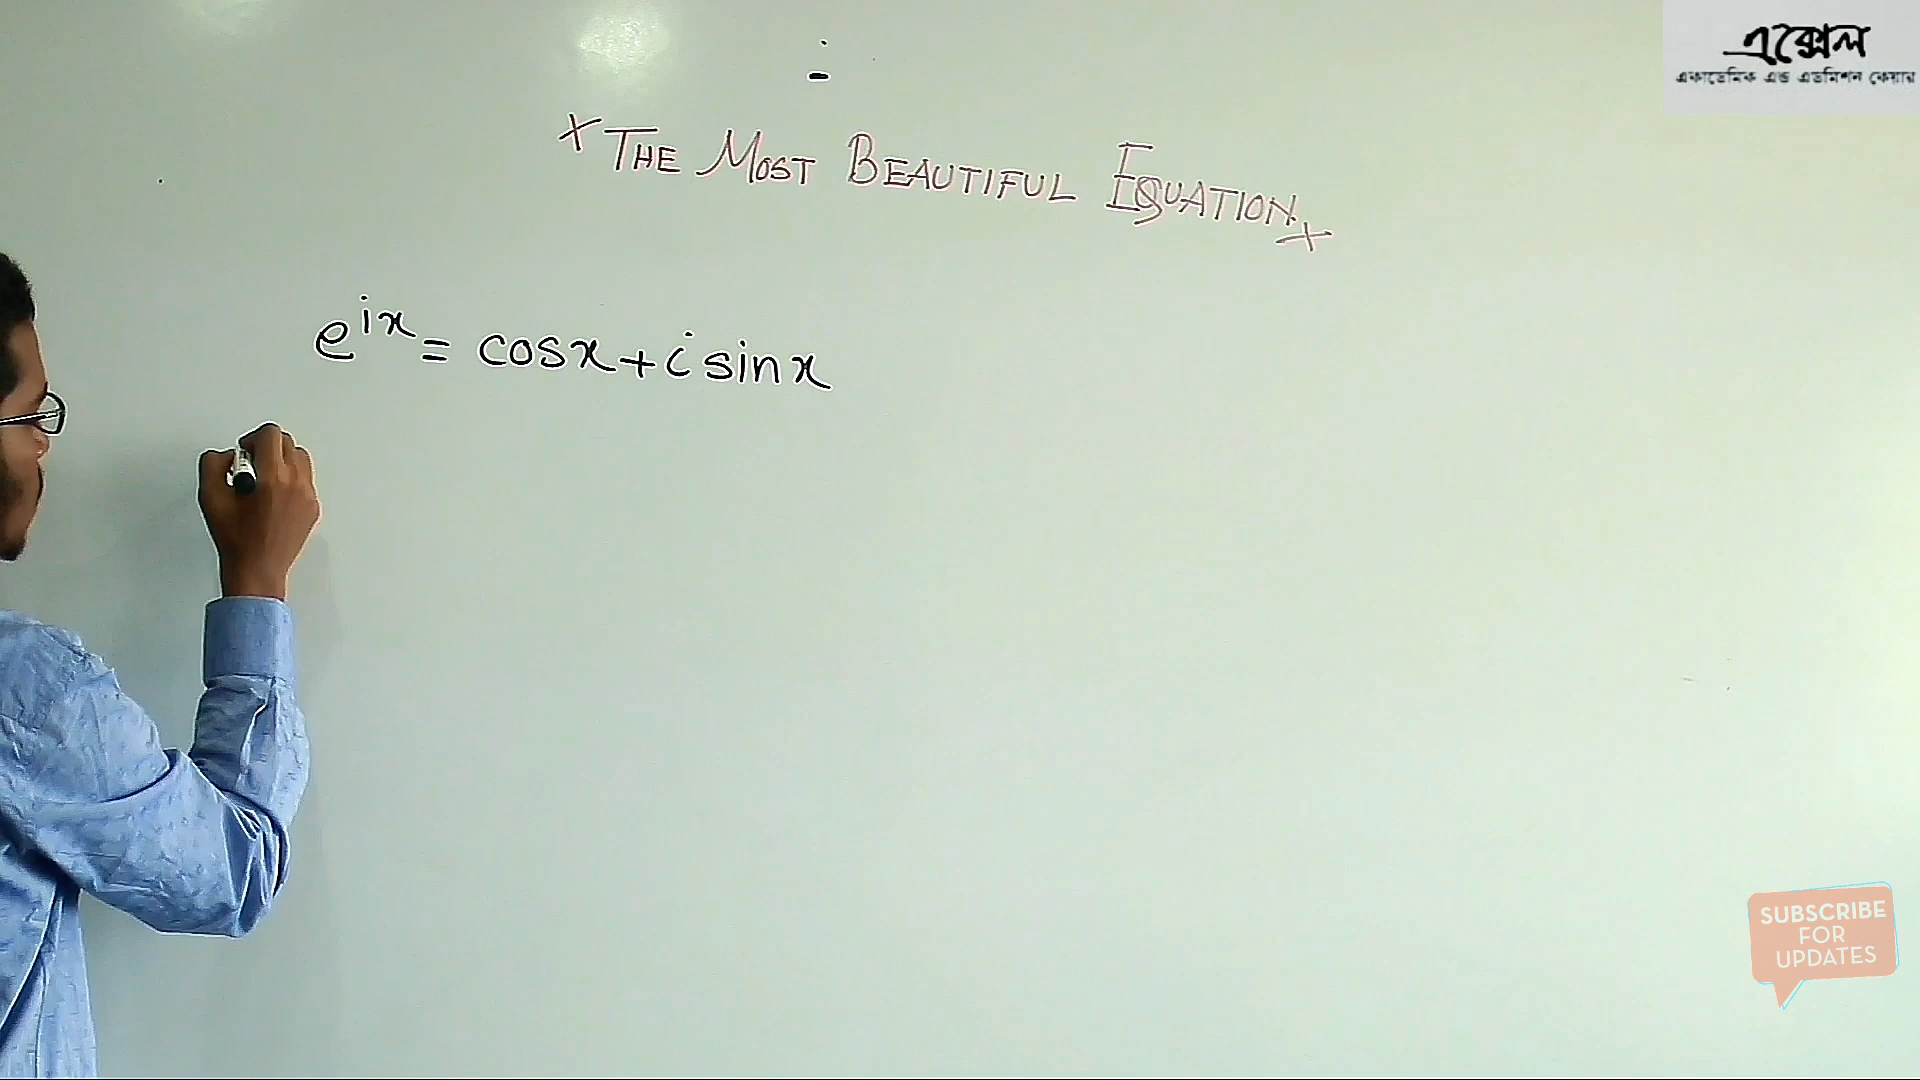 এক্সেল
একাডেমিক এন্ড এডমিশন কেয়ার
x THE MOST BEAUTIFUL EQUATION x
e^{ix} = cosx + i sinx
SUBSCRIBE
FOR
UPDATES